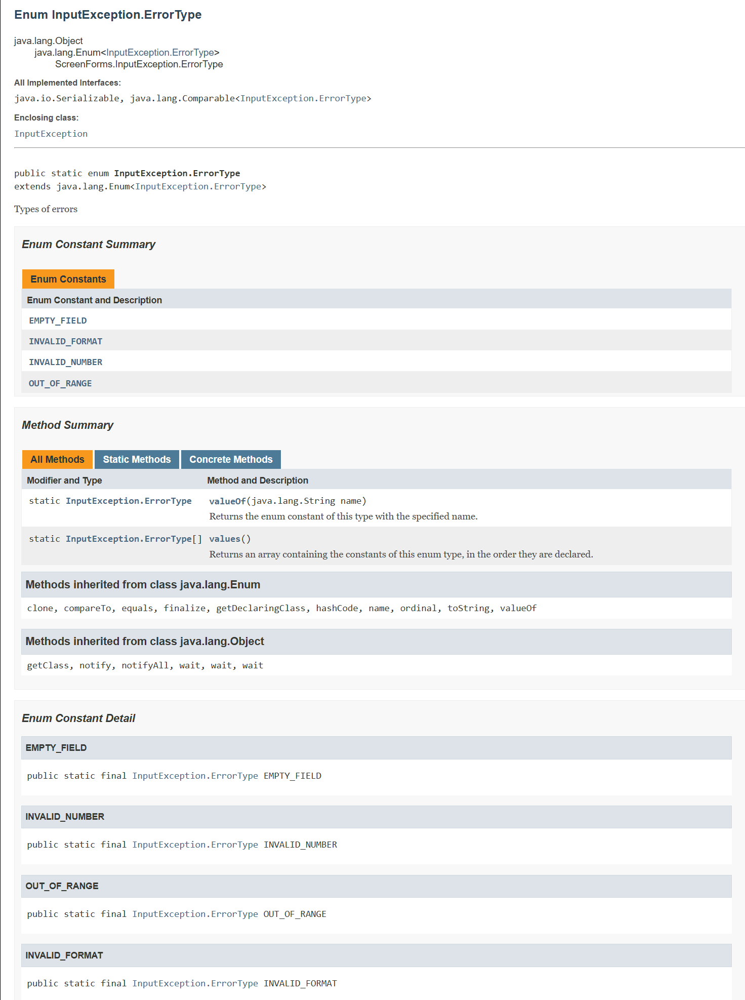 Enum InputException.ErrorType
java.lang.Object
java.lang.Enum<InputException.ErrorType>
ScreenForms.InputException.ErrorType
All Implemented Interfaces:
java.io.Serializable, java.lang.Comparable<InputException.ErrorType>
Enclosing class:
InputException
public static enum InputException.ErrorType
extends java.lang.Enum<InputException.ErrorType>
Types of errors
Enum Constant Summary
Enum Constants
Enum Constant and Description
EMPTY_FIELD
INVALID_FORMAT
INVALID_NUMBER
OUT_OF_RANGE
Method Summary
All Methods Static Methods Concrete Methods
Modifier and Type Method and Description
static InputException.ErrorType valueOf(java.lang.String name)
Returns the enum constant of this type with the specified name.
static InputException.ErrorType[] values()
Returns an array containing the constants of this enum type, in the order they are declared.
Methods inherited from class java.lang.Enum
clone, compareTo, equals, finalize, getDeclaringClass, hashCode, name, ordinal, toString, valueOf
Methods inherited from class java.lang.Object
getClass, notify, notifyAll, wait, wait, wait
Enum Constant Detail
EMPTY_FIELD
public static final InputException.ErrorType EMPTY_FIELD
INVALID_NUMBER
public static final InputException.ErrorType INVALID_NUMBER
OUT_OF_RANGE
public static final InputException.ErrorType OUT_OF_RANGE
INVALID_FORMAT
public static final InputException.ErrorType INVALID_FORMAT